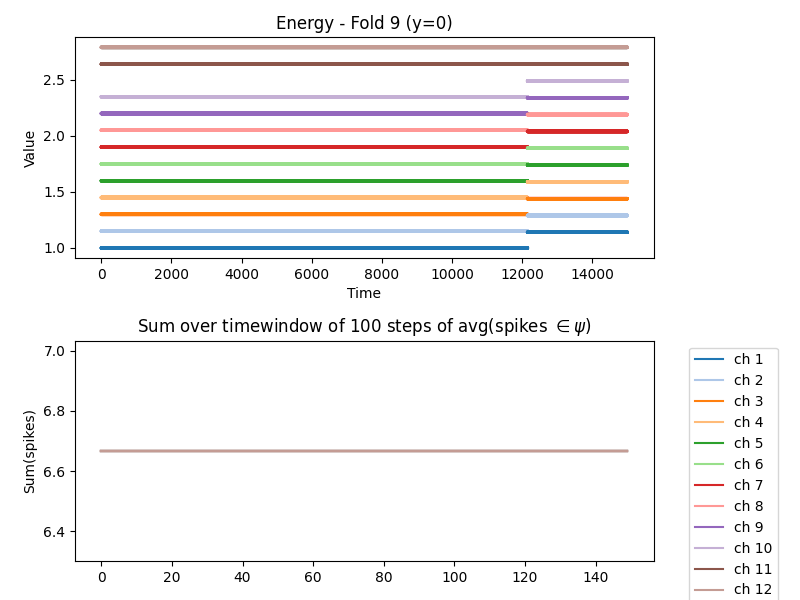 Energy - Fold 9 (y=0)
2.5
2.0
1.5
1.0
Value
0 2000 4000 6000 8000 10000 12000 14000
Time
Sum over timewindow of 100 steps of avg(spikes ∈ ψ)
7.0
6.8
6.6
6.4
Sum(spikes)
0 20 40 60 80 100 120 140
ch 1
ch 2
ch 3
ch 4
ch 5
ch 6
ch 7
ch 8
ch 9
ch 10
ch 11
ch 12